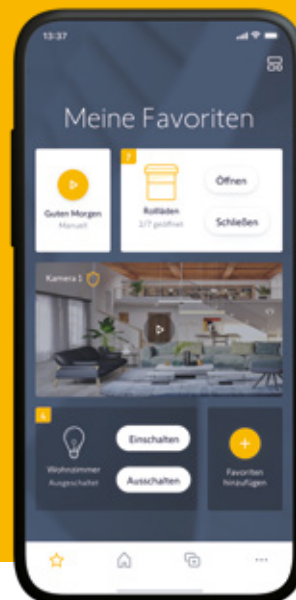 13:37
Meine Favoriten
7
Guten Morgen
Manuell
Rollläden
2/7 geöffnet
Öffnen
Schließen
Kamera 1
4
Wohnzimmer
Ausgeschaltet
Einschalten
Ausschalten
Favoriten
hinzufügen